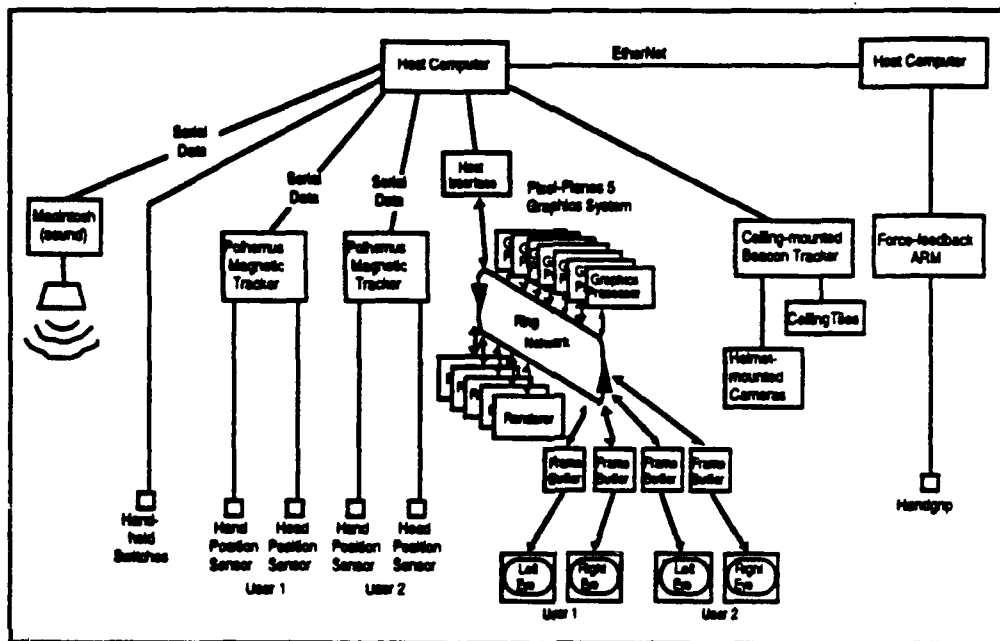 Host Computer
EtherNet
Host Computer
Serial
Data
Serial
Data
Serial
Data
Host
Interface
Pixel-Planes 5
Graphics System
Macintosh
(sound)
Polhemus
Magnetic
Tracker
Polhemus
Magnetic
Tracker
Graphics
Processor
Ceiling-mounted
Beacon Tracker
Force-feedback
ARM
Ring
Network
Ceiling Tiles
Helmet-
mounted
Cameras
Renderer
Frame
Buffer
Frame
Buffer
Frame
Buffer
Frame
Buffer
Hand-
held
Switches
Hand
Position
Sensor
Head
Position
Sensor
Hand
Position
Sensor
Head
Position
Sensor
Handgrip
User 1
User 2
Left
Eye
Right
Eye
Left
Eye
Right
Eye
User 1
User 2